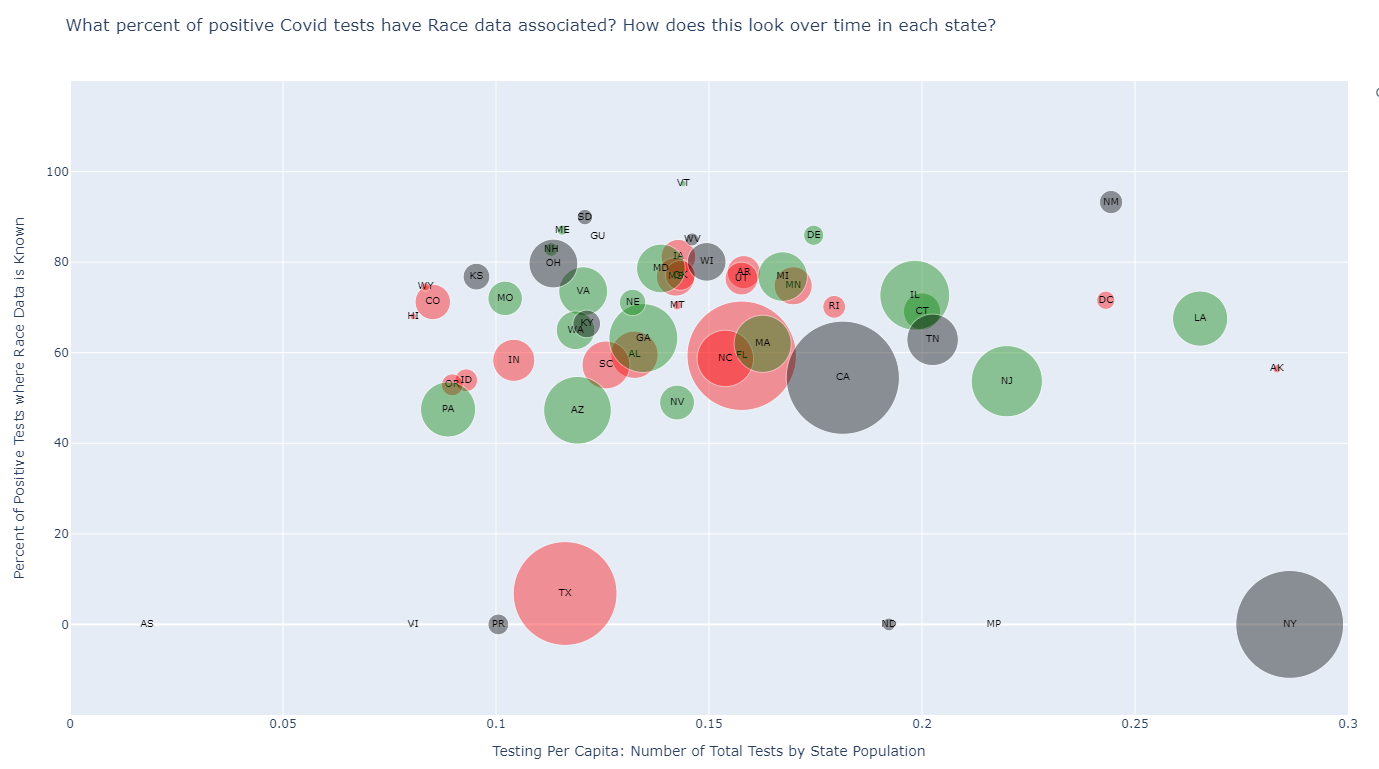 What percent of positive Covid tests have Race data associated? How does this look over time in each state?
100
80
60
40
20
0
Percent of Positive Tests where Race Data is Known
VT
NM
SD
ME
GU
DE
WV
NH
OH
IA
WI
MD
KS
AR
UT
MI
MN
WY
CO
MO
VA
NE
MT
RI
IL
CT
DC
HI
WA
KY
GA
AL
LA
TN
MA
FL
NC
SC
IN
AK
OR
ID
CA
NJ
PA
AZ
NV
TX
AS
VI
PR
ND
MP
NY
0
0.05
0.1
0.15
0.2
0.25
0.3
Testing Per Capita: Number of Total Tests by State Population